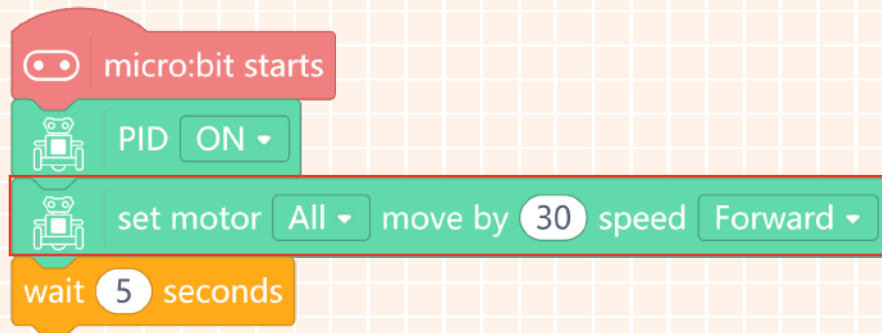 micro:bit starts
PID ON
set motor All move by 30 speed Forward
wait 5 seconds